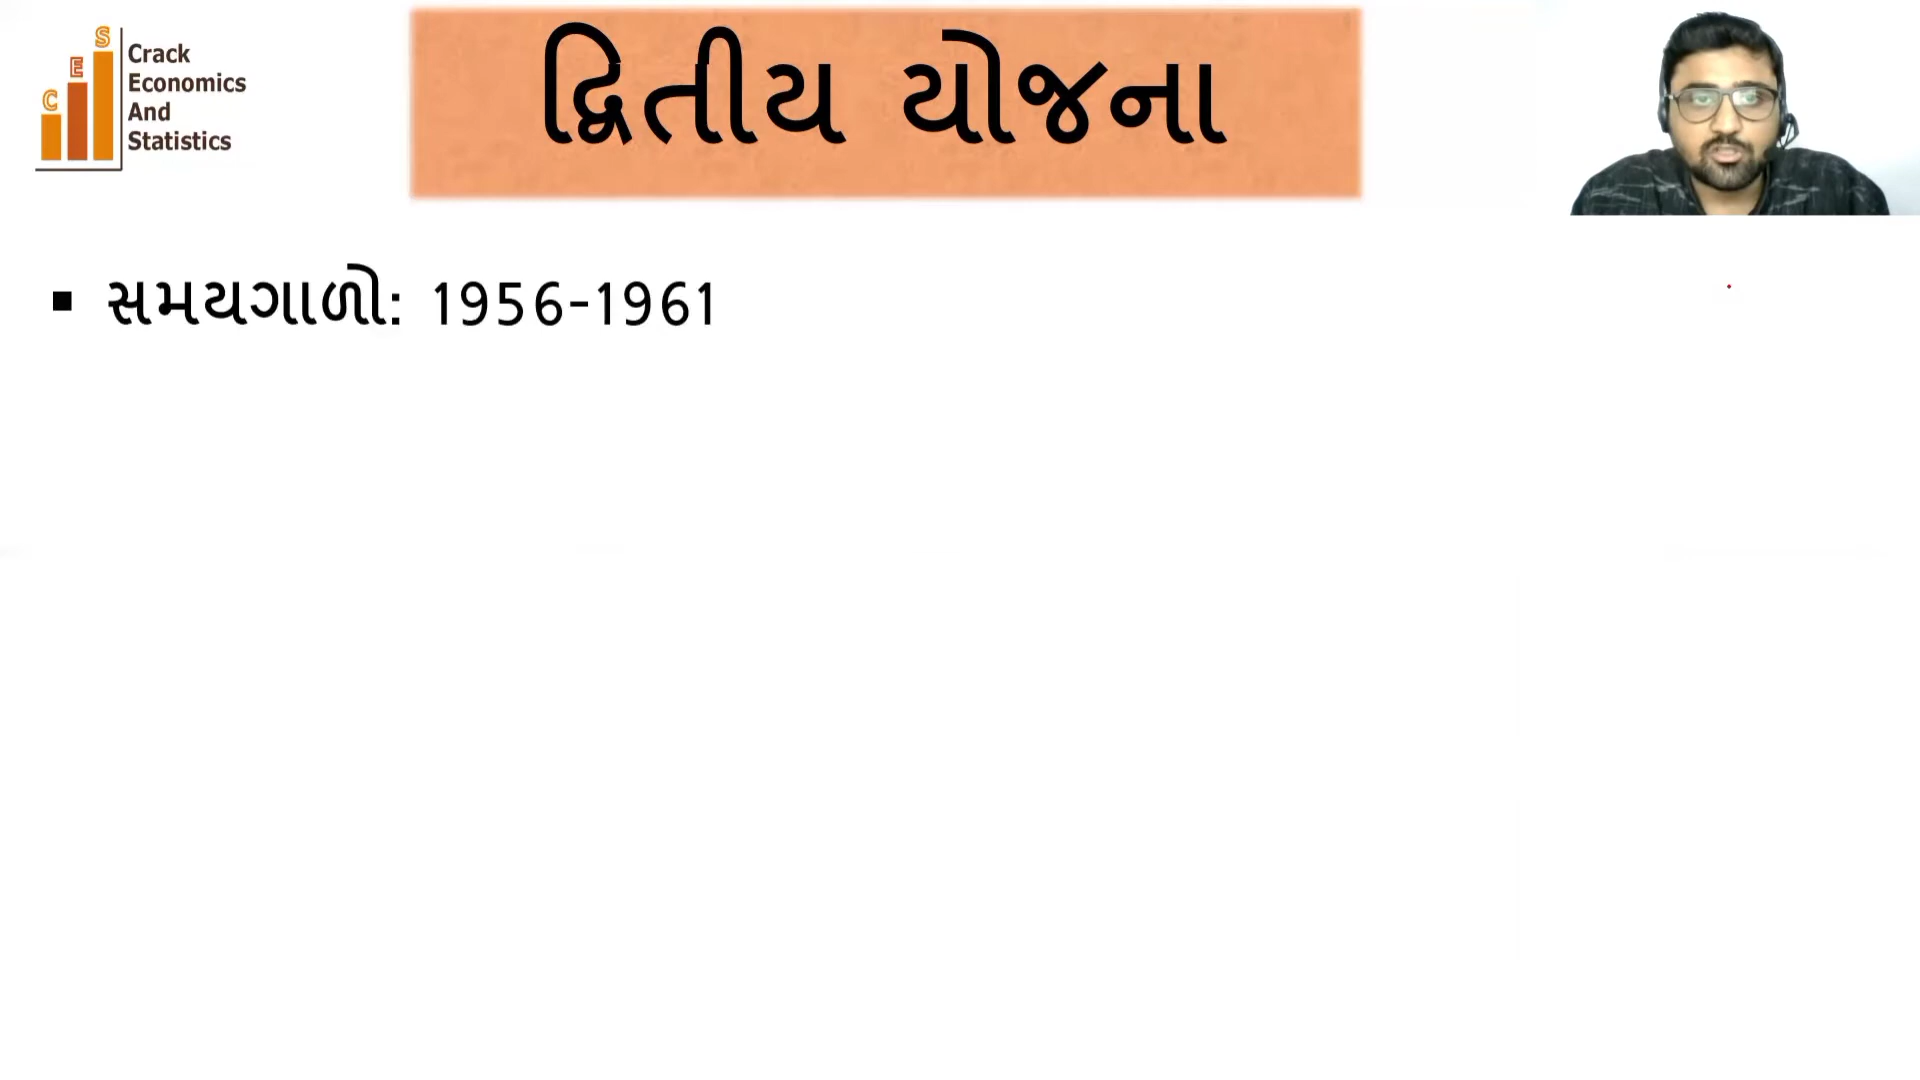 C E S
Crack
Economics
And
Statistics
દ્વિતીય યોજના
▪ સમયગાળો: 1956-1961